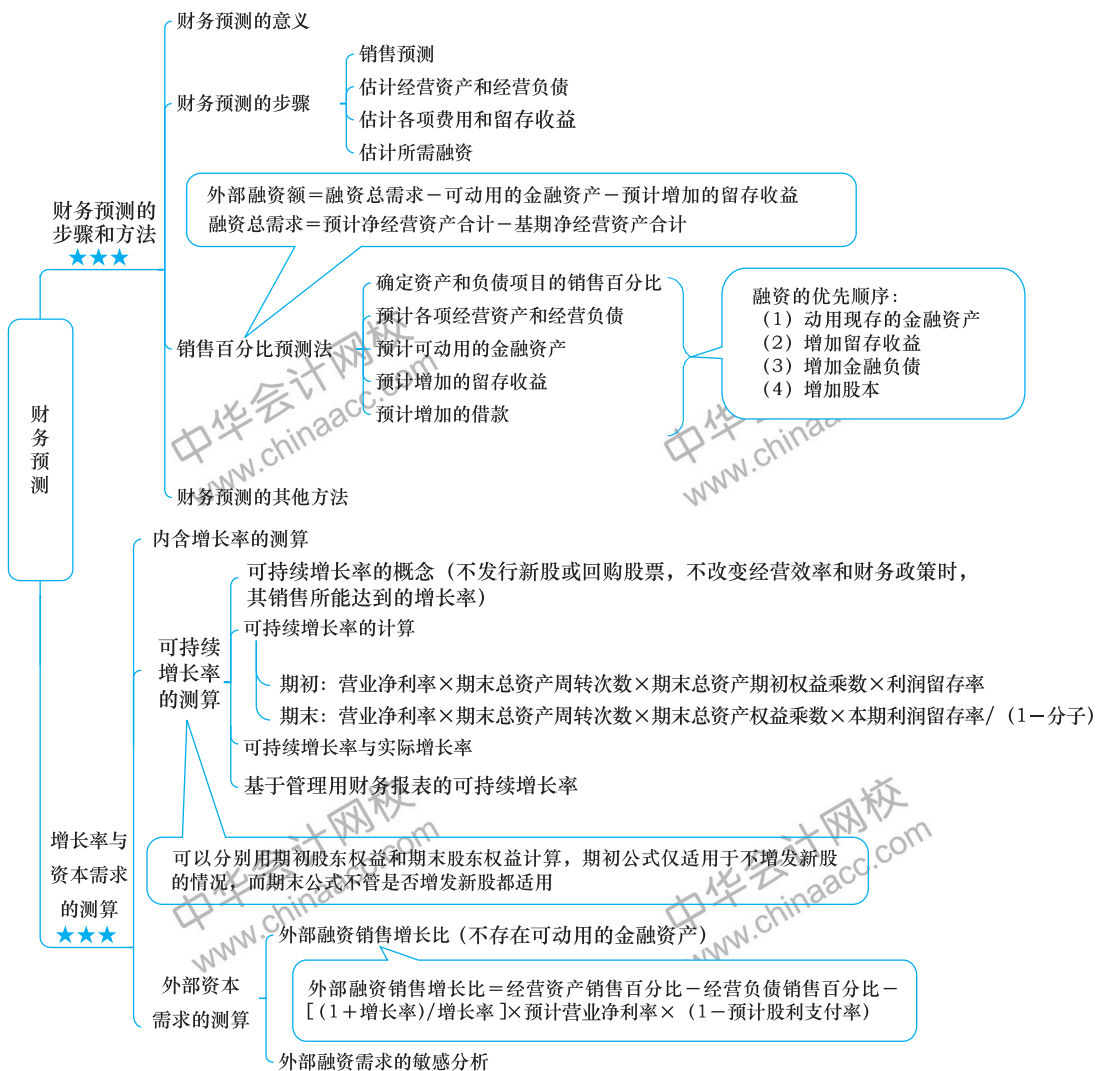 财务预测
财务预测的
步骤和方法
★★★
财务预测的意义
财务预测的步骤
销售预测
估计经营资产和经营负债
估计各项费用和留存收益
估计所需融资
外部融资额＝融资总需求－可动用的金融资产－预计增加的留存收益
融资总需求＝预计净经营资产合计－基期净经营资产合计
销售百分比预测法
确定资产和负债项目的销售百分比
预计各项经营资产和经营负债
预计可动用的金融资产
预计增加的留存收益
预计增加的借款
融资的优先顺序：
（1）动用现存的金融资产
（2）增加留存收益
（3）增加金融负债
（4）增加股本
财务预测的其他方法
增长率与
资本需求
的测算
★★★
内含增长率的测算
可持续
增长率
的测算
可持续增长率的概念（不发行新股或回购股票，不改变经营效率和财务政策时，
其销售所能达到的增长率）
可持续增长率的计算
期初：营业净利率×期末总资产周转次数×期末总资产期初权益乘数×利润留存率
期末：营业净利率×期末总资产周转次数×期末总资产权益乘数×本期利润留存率/（1－分子）
可持续增长率与实际增长率
基于管理用财务报表的可持续增长率
可以分别用期初股东权益和期末股东权益计算，期初公式仅适用于不增发新股
的情况，而期末公式不管是否增发新股都适用
外部资本
需求的测算
外部融资销售增长比（不存在可动用的金融资产）
外部融资销售增长比＝经营资产销售百分比－经营负债销售百分比－
［(1＋增长率)/增长率］×预计营业净利率×（1－预计股利支付率）
外部融资需求的敏感分析
中华会计网校
www.chinaacc.com
中华会计网校
www.chinaacc.com
中华会计网校
www.chinaacc.com